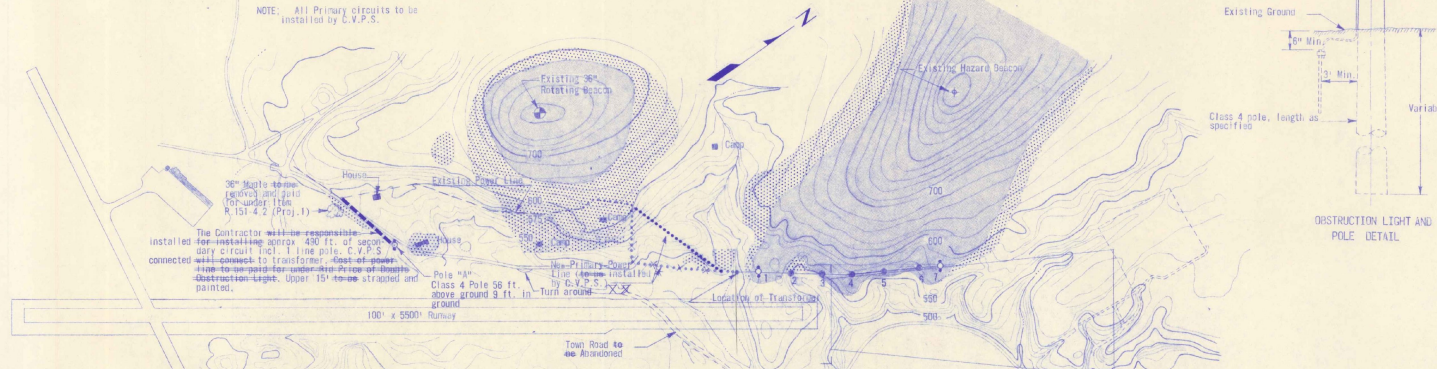 NOTE: All Primary circuits to be
installed by C.V.P.S.
N
Existing 36"
Rotating Beacon
Existing Hazard Beacon
Existing Ground
6" Min.
3' Min.
Class 4 pole, length as
specified
OBSTRUCTION LIGHT AND
POLE DETAIL
700
Camp
House
Existing Power Line
36" Maple to be
removed and paid
for under Item
R.151-4.2 (Proj.1)
600
Camp
House
The Contractor will be responsible
installed for installing approx 490 ft. of secon-
dary circuit incl. 1 line pole. C.V.P.S
connected will connect to transformer. Cost of power
line to be paid for under Bid Price of
Obstruction Light. Upper 15' to be strapped and
painted.
Pole "A"
Class 4 Pole 56 ft.
above ground 9 ft. in
ground
New Primary Power
Line (to be installed
by C.V.P.S.) X-X
Turn around
Location of Transformer
700
600
550
500
1
2
3
4
5
6
100' x 5500' Runway
Town Road to
be Abandoned